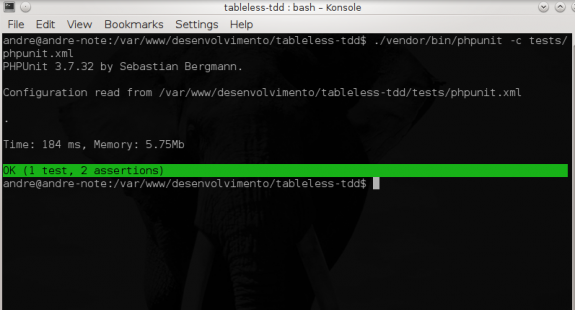 tableless-tdd : bash – Konsole
File Edit View Bookmarks Settings Help
andre@andre-note:/var/www/desenvolvimento/tableless-tdd$ ./vendor/bin/phpunit -c tests/
phpunit.xml
PHPUnit 3.7.32 by Sebastian Bergmann.
Configuration read from /var/www/desenvolvimento/tableless-tdd/tests/phpunit.xml
.
Time: 184 ms, Memory: 5.75Mb
OK (1 test, 2 assertions)
andre@andre-note:/var/www/desenvolvimento/tableless-tdd$